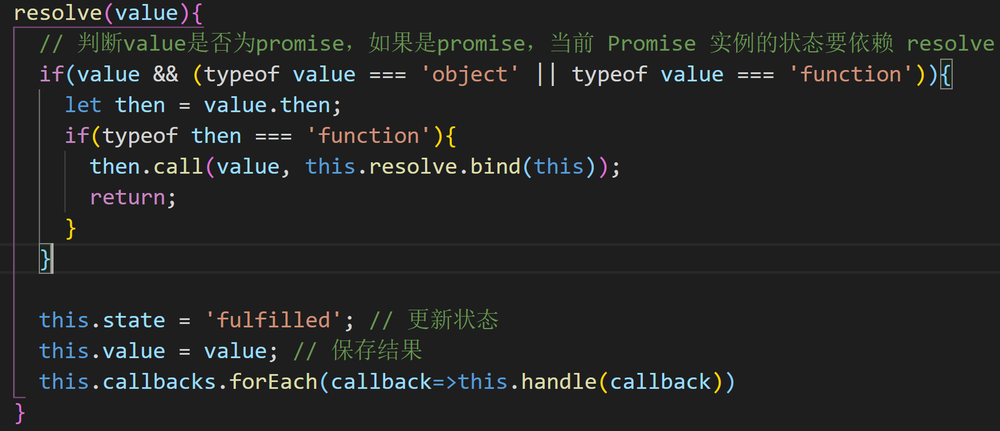 resolve(value){
// 判断value是否为promise，如果是promise，当前 Promise 实例的状态要依赖 resolve
if(value && (typeof value === 'object' || typeof value === 'function')){
let then = value.then;
if(typeof then === 'function'){
then.call(value, this.resolve.bind(this));
return;
}
}
this.state = 'fulfilled'; // 更新状态
this.value = value; // 保存结果
this.callbacks.forEach(callback=>this.handle(callback))
}